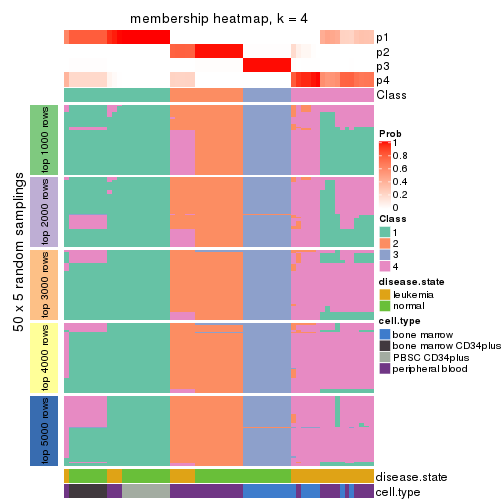 membership heatmap, k = 4
p1
p2
p3
p4
Class
50 x 5 random samplings
top 1000 rows
top 2000 rows
top 3000 rows
top 4000 rows
top 5000 rows
Prob
1
0.8
0.6
0.4
0.2
0
Class
1
2
3
4
disease.state
leukemia
normal
cell.type
bone marrow
bone marrow CD34plus
PBSC CD34plus
peripheral blood
disease.state
cell.type